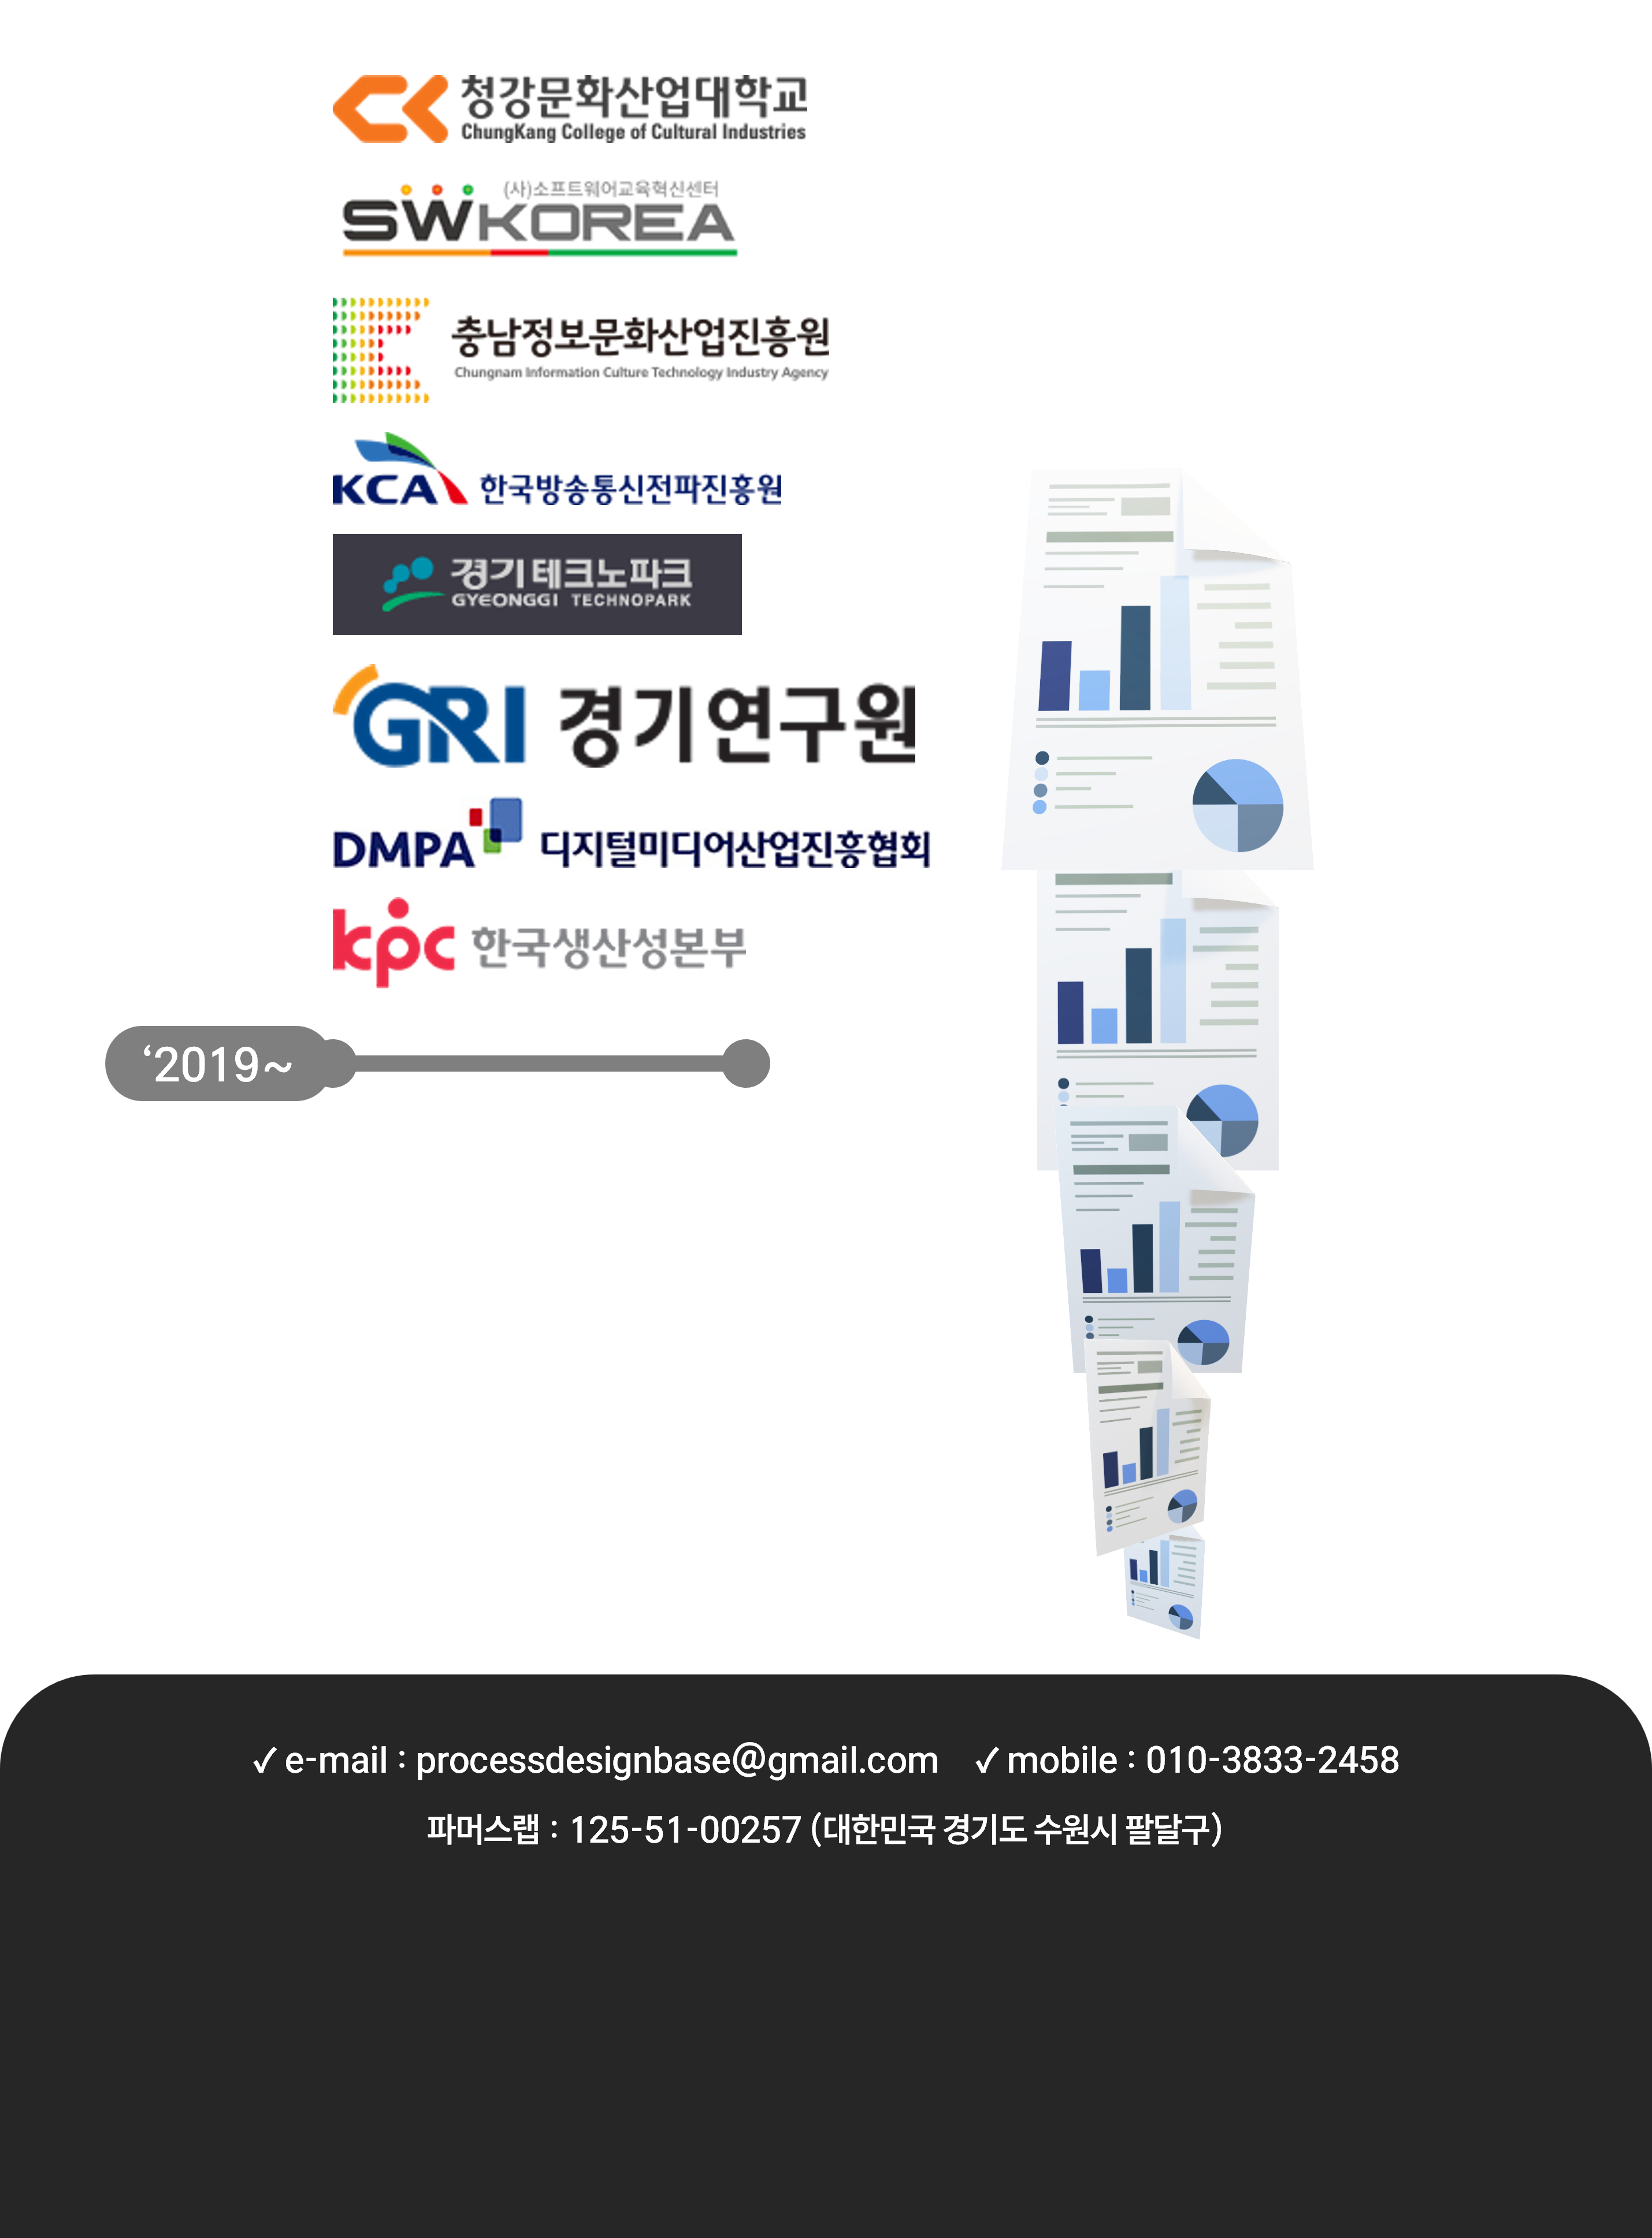 청강문화산업대학교
ChungKang College of Cultural Industries
(사)소프트웨어교육혁신센터
SWKOREA
충남정보문화산업진흥원
Chungnam Information Culture Technology Industry Agency
KCA 한국방송통신전파진흥원
경기테크노파크
GYEONGGI TECHNOPARK
GRI 경기연구원
DMPA 디지털미디어산업진흥협회
kpc 한국생산성본부
‘2019~
✓ e-mail : processdesignbase@gmail.com ✓ mobile : 010-3833-2458
파머스랩 : 125-51-00257 (대한민국 경기도 수원시 팔달구)